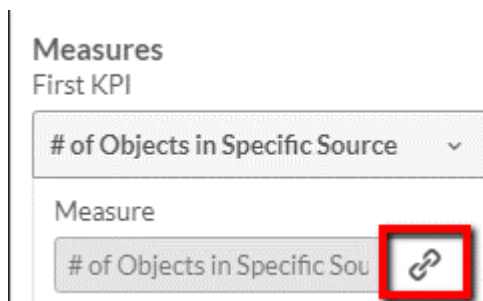 Measures
First KPI
# of Objects in Specific Source
Measure
# of Objects in Specific Sou